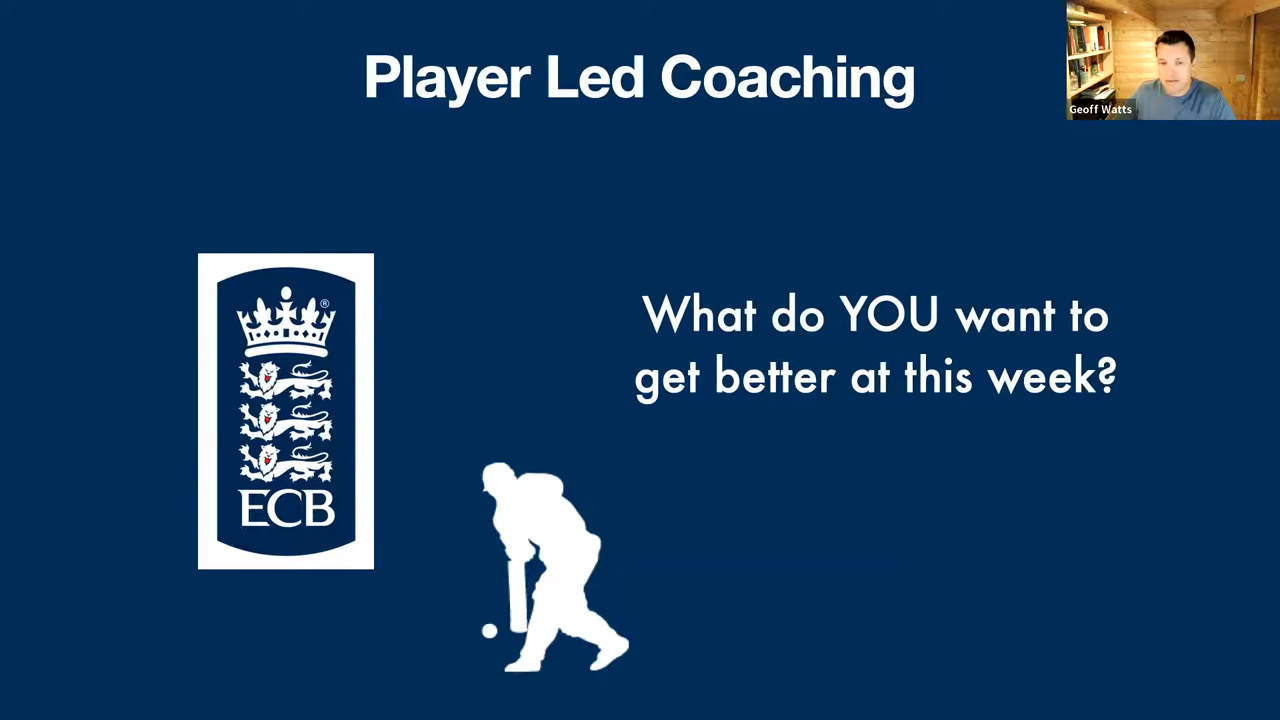 Player Led Coaching
Geoff Watts
®
ECB
What do YOU want to
get better at this week?